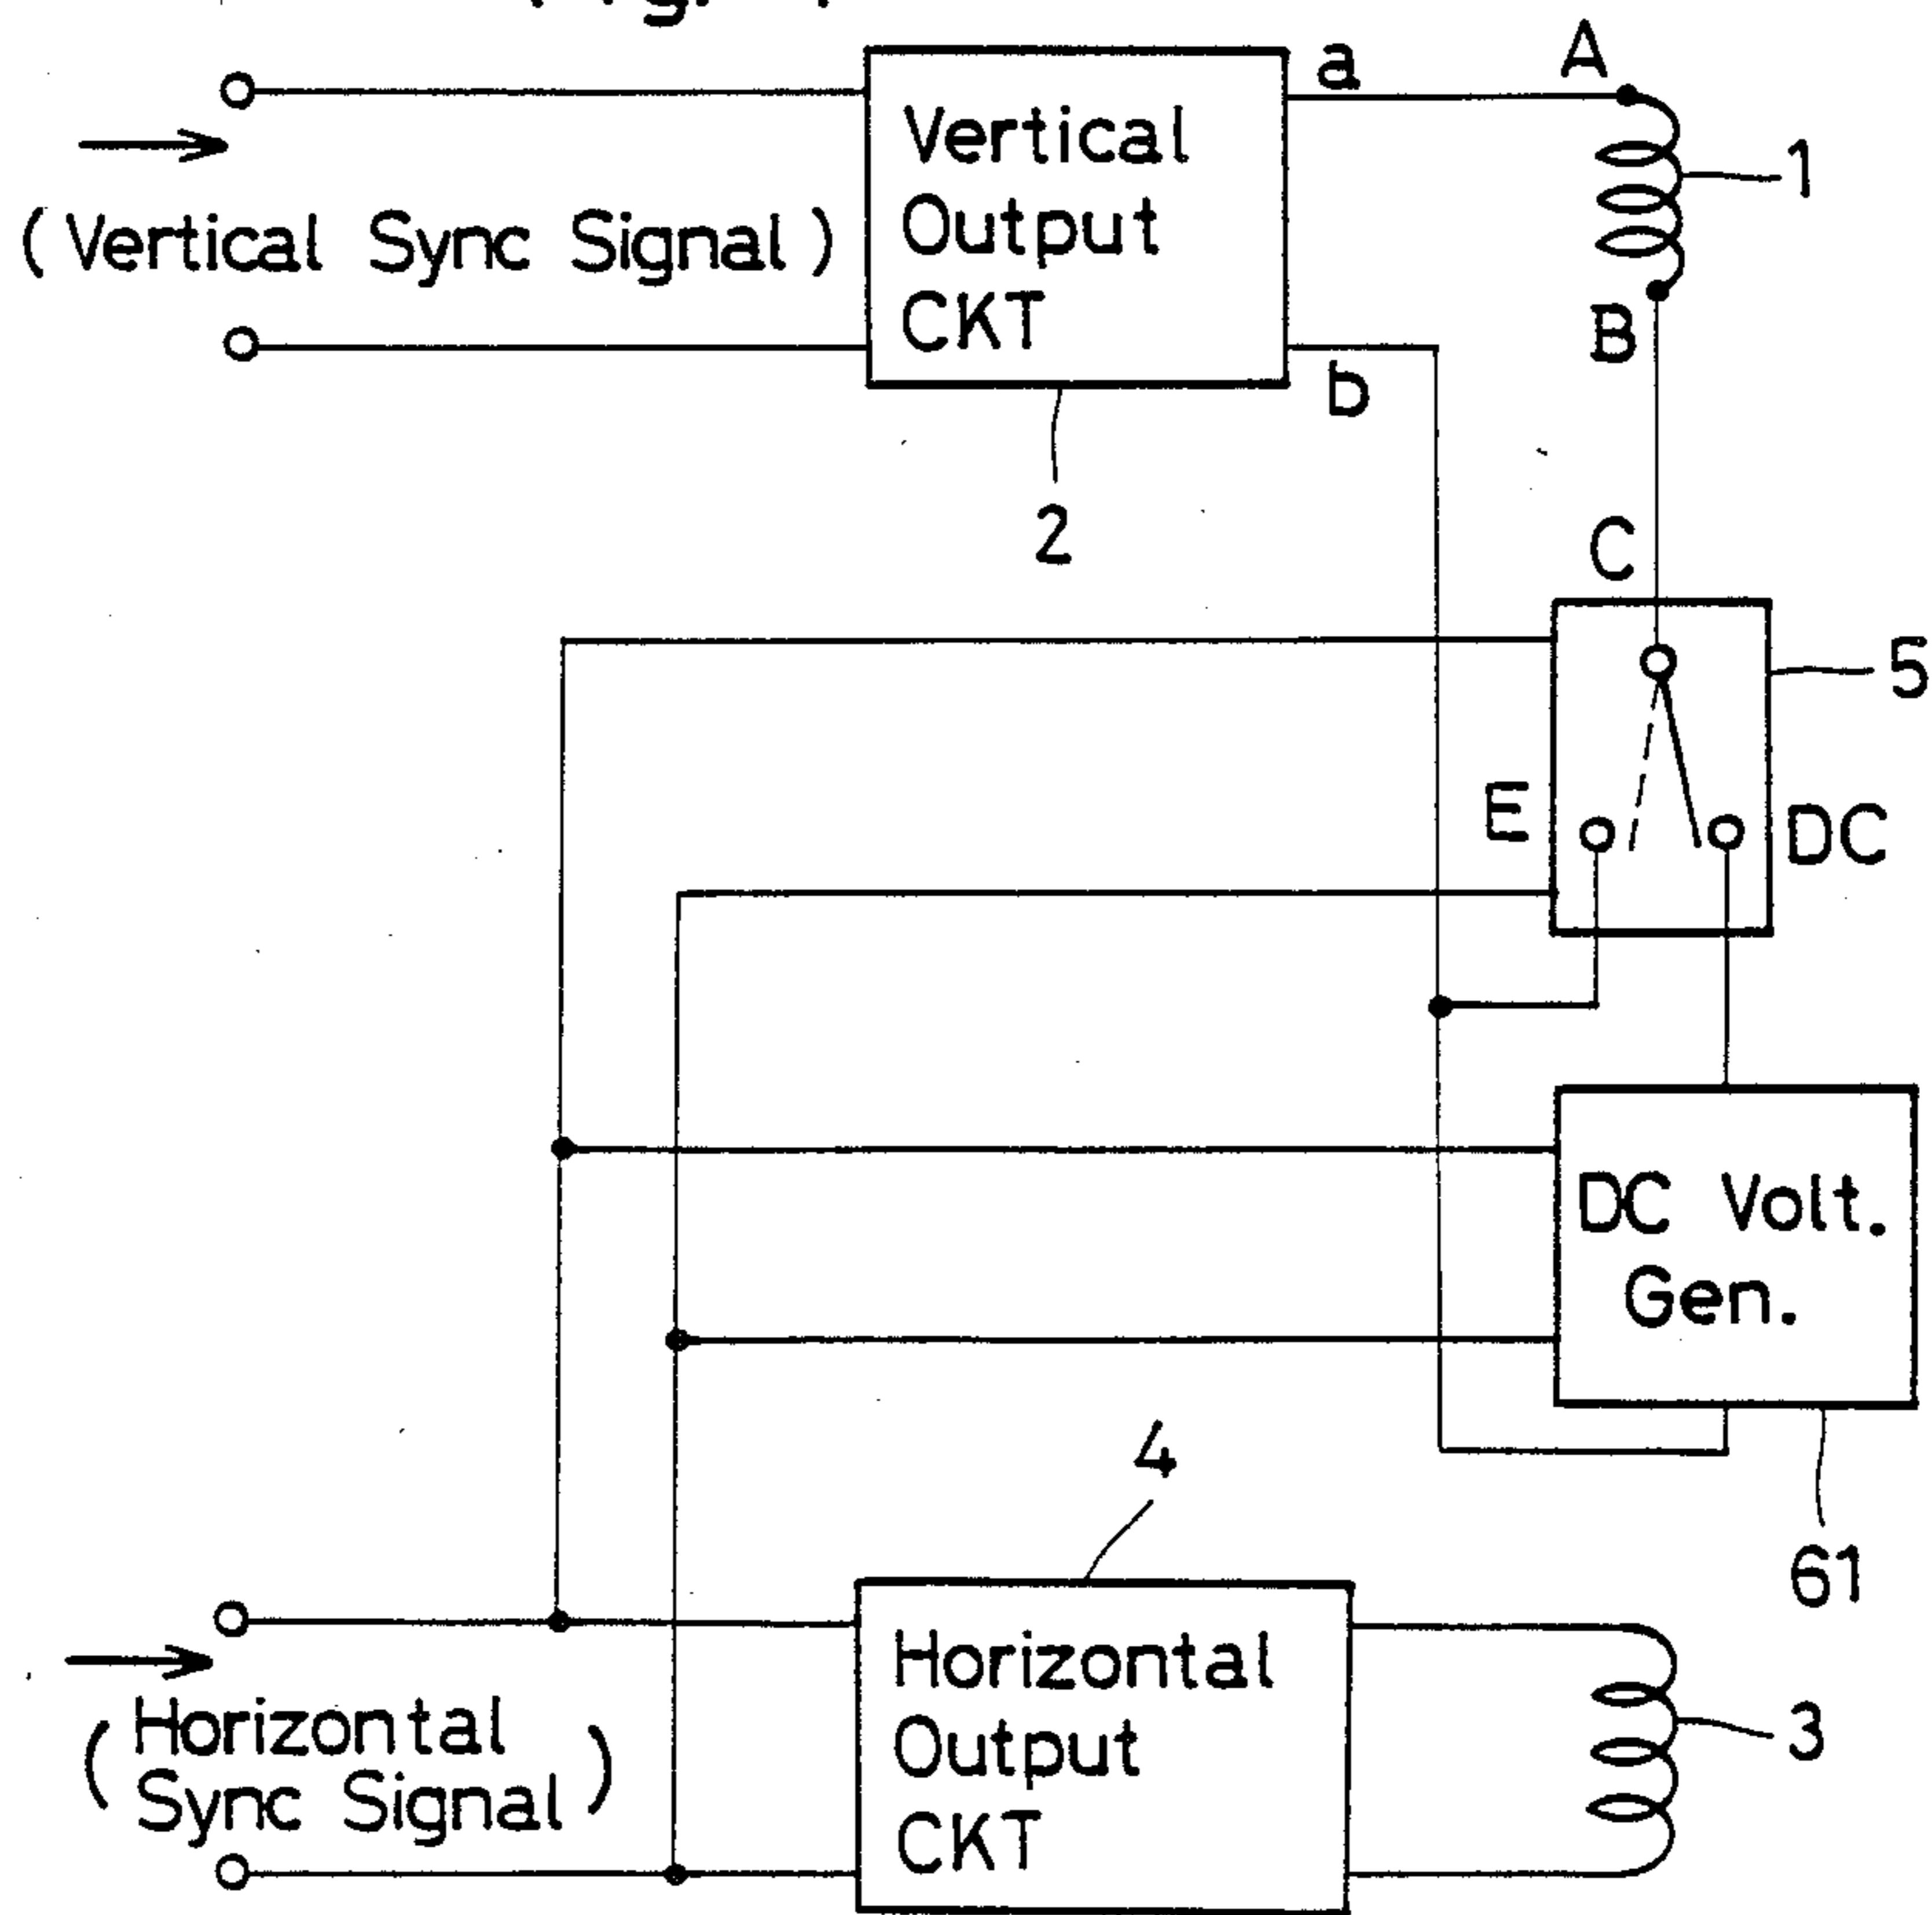 a
A
Vertical
Output
CKT
1
(Vertical Sync Signal)
B
b
2
C
5
E
DC
DC Volt.
Gen.
4
61
Horizontal
Output
CKT
(Horizontal
Sync Signal)
3